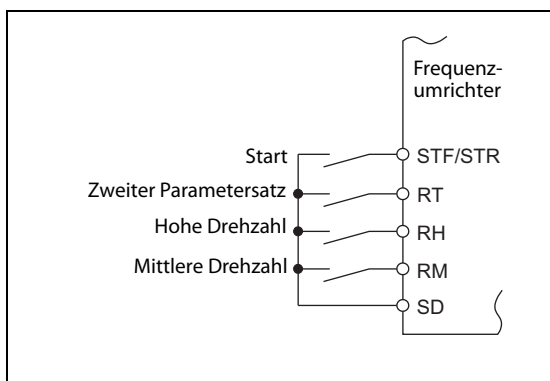 Frequenz-
umrichter
Start
STF/STR
Zweiter Parametersatz
RT
Hohe Drehzahl
RH
Mittlere Drehzahl
RM
SD